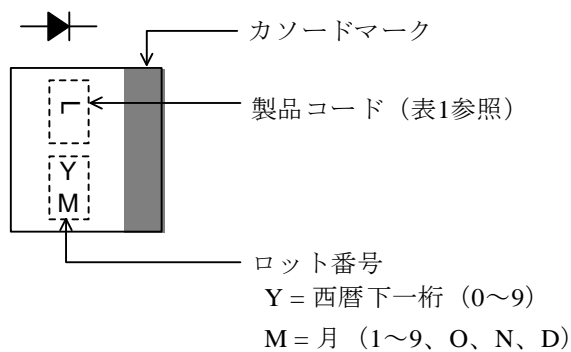 カソードマーク
製品コード（表1参照）
L
Y
M
ロット番号
Y = 西暦下一桁（0～9）
M = 月（1～9、O、N、D）